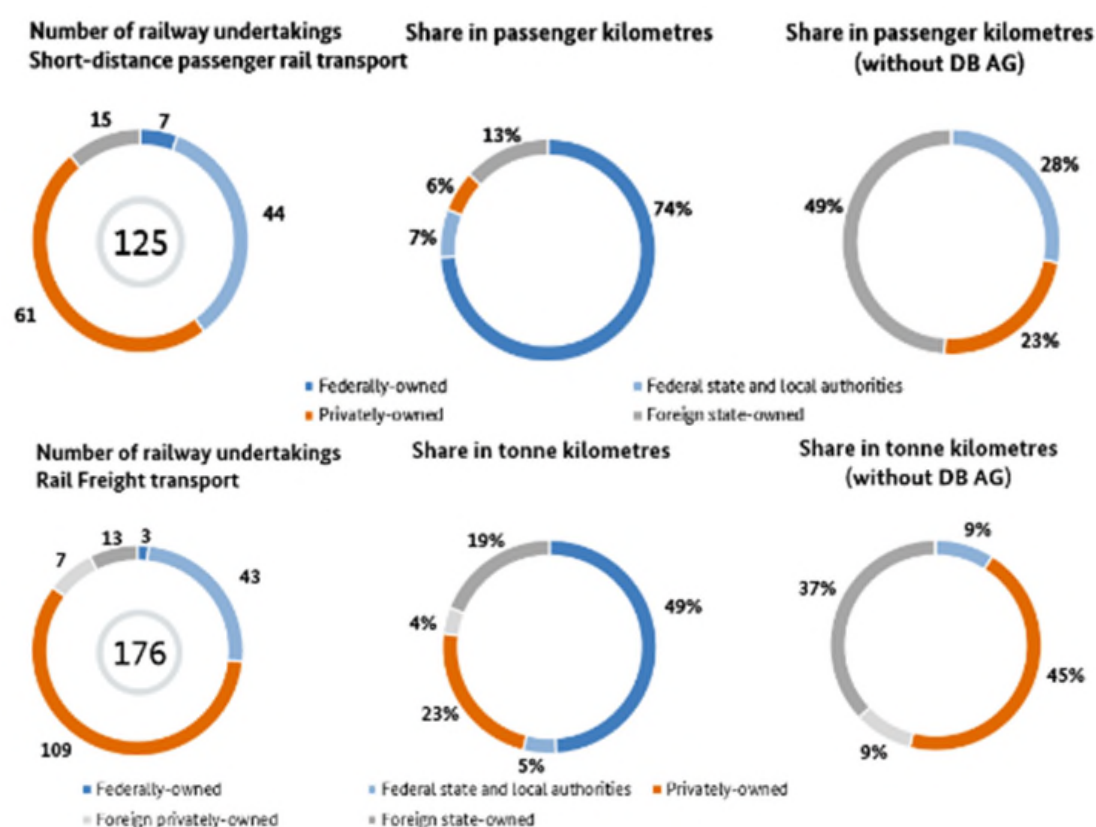 Number of railway undertakings
Short-distance passenger rail transport
15
7
44
61
125
Share in passenger kilometres
13%
6%
7%
74%
Share in passenger kilometres
(without DB AG)
28%
49%
23%
Federally-owned
Federal state and local authorities
Privately-owned
Foreign state-owned
Number of railway undertakings
Rail Freight transport
13
3
7
43
176
109
Share in tonne kilometres
19%
49%
4%
23%
5%
Share in tonne kilometres
(without DB AG)
9%
37%
45%
9%
Federally-owned
Federal state and local authorities
Privately-owned
Foreign privately-owned
Foreign state-owned